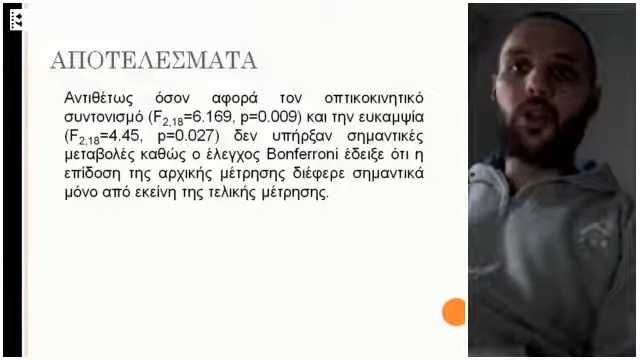 ΑΠΟΤΕΛΕΣΜΑΤΑ
Αντιθέτως όσον αφορά τον οπτικοκινητικό
συντονισμό (F2,18=6.169, p=0.009) και την ευκαμψία
(F2,18=4.45, p=0.027) δεν υπήρξαν σημαντικές
μεταβολές καθώς ο έλεγχος Bonferroni έδειξε ότι η
επίδοση της αρχικής μέτρησης διέφερε σημαντικά
μόνο από εκείνη της τελικής μέτρησης.